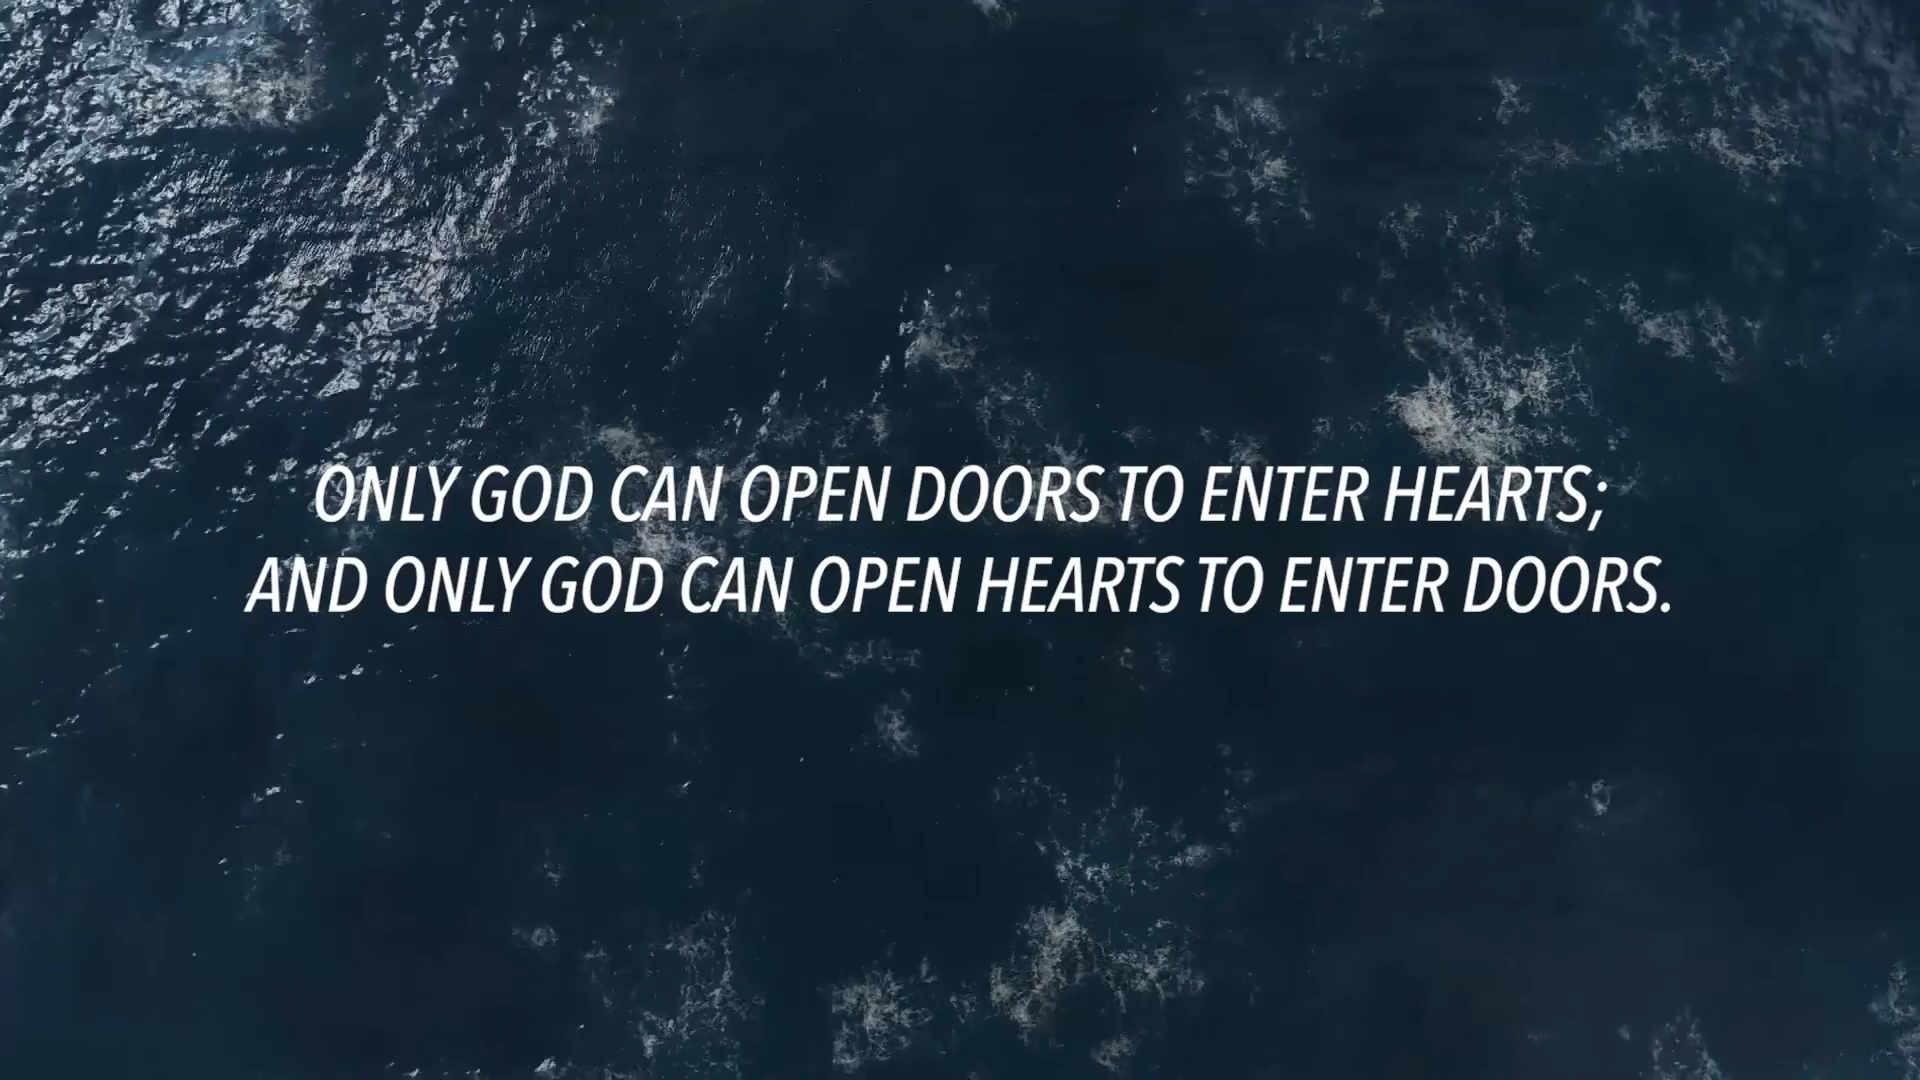 ONLY GOD CAN OPEN DOORS TO ENTER HEARTS;
AND ONLY GOD CAN OPEN HEARTS TO ENTER DOORS.